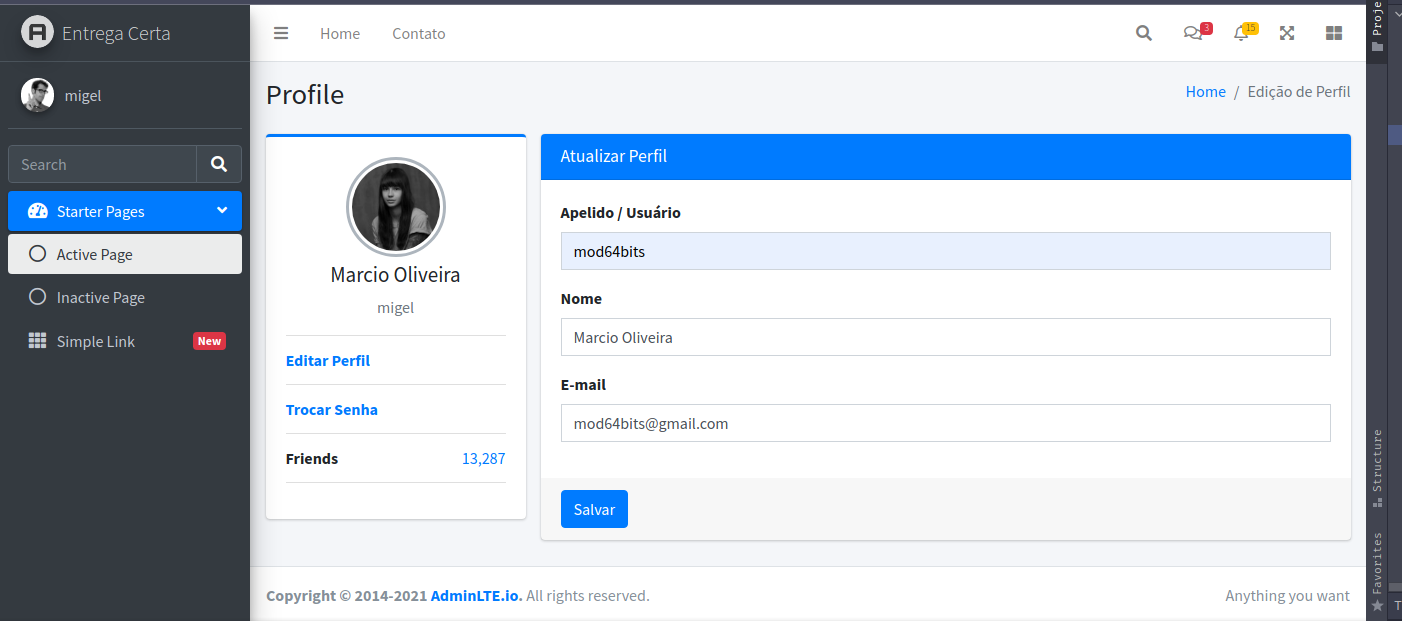 Entrega Certa
Home
Contato
3
15
migel
Search
Starter Pages
Active Page
Inactive Page
Simple Link
New
Profile
Home / Edição de Perfil
Marcio Oliveira
migel
Editar Perfil
Trocar Senha
Friends 13,287
Atualizar Perfil
Apelido / Usuário
mod64bits
Nome
Marcio Oliveira
E-mail
mod64bits@gmail.com
Salvar
Copyright © 2014-2021 AdminLTE.io. All rights reserved.
Anything you want
Proje
Structure
Favorites
T